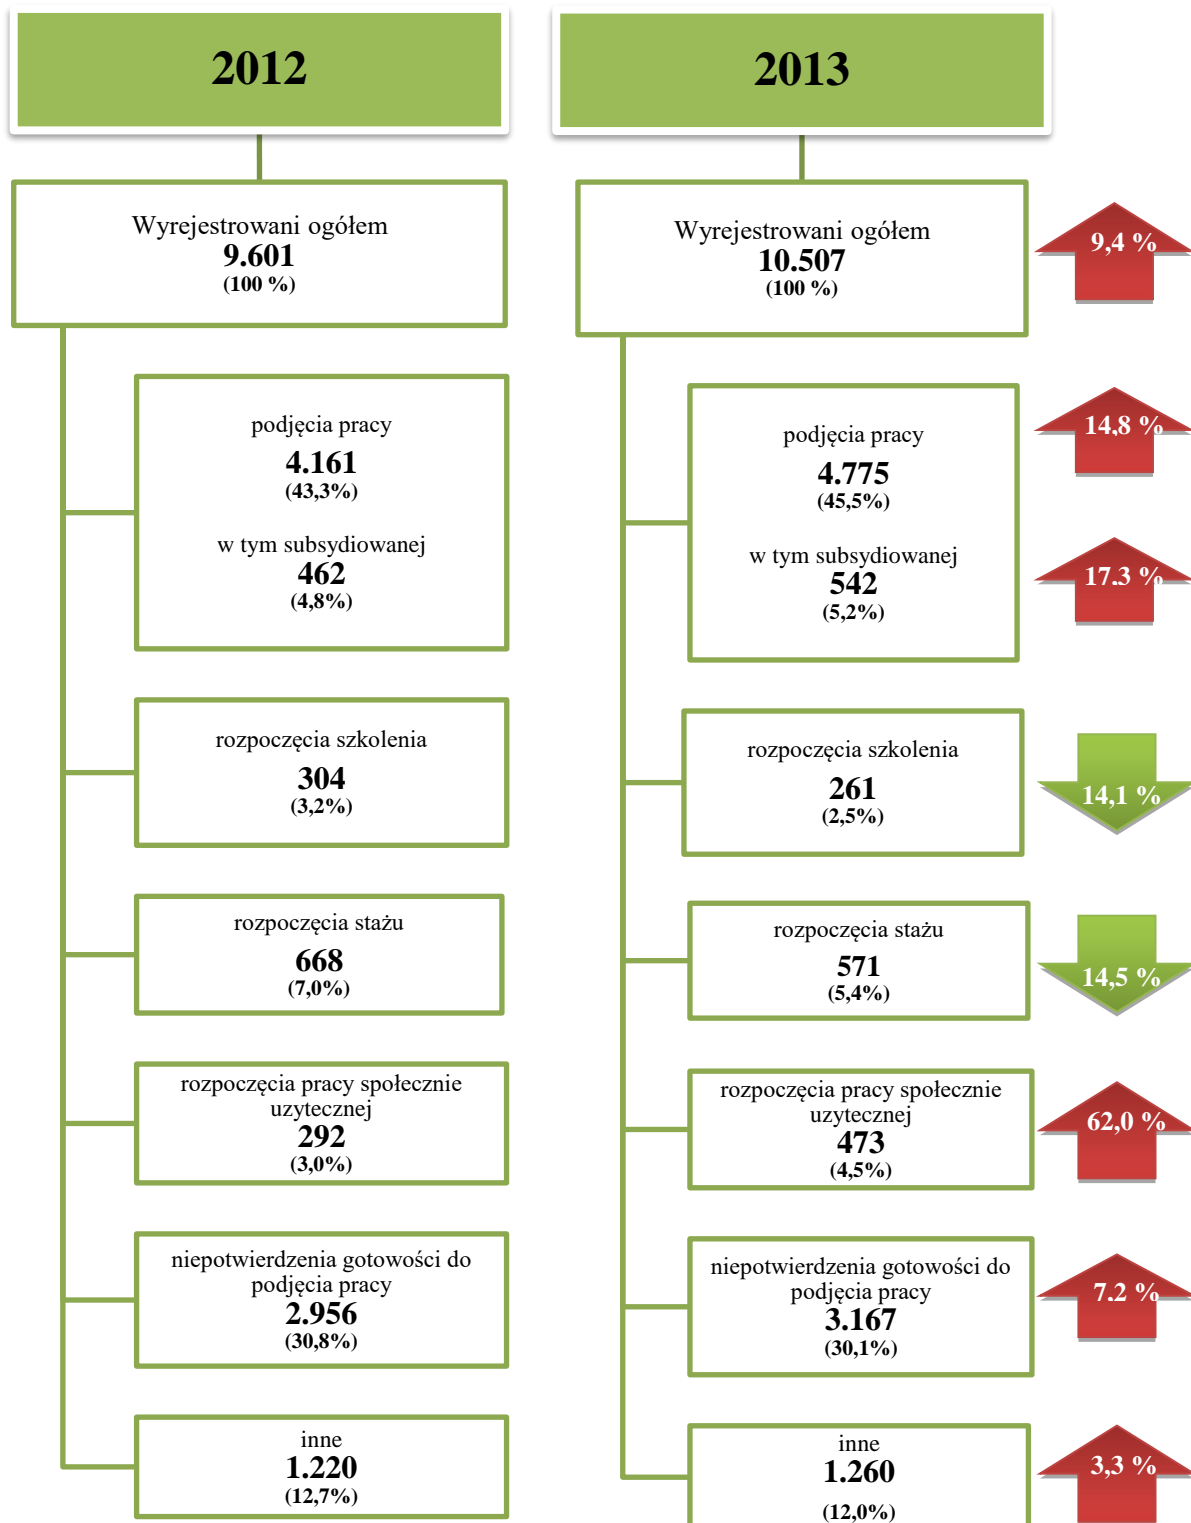 2012
Wyrejestrowani ogółem
9.601
(100 %)
podjęcia pracy
4.161
(43,3%)
w tym subsydiowanej
462
(4,8%)
rozpoczęcia szkolenia
304
(3,2%)
rozpoczęcia stażu
668
(7,0%)
rozpoczęcia pracy społecznie
uzytecznej
292
(3,0%)
niepotwierdzenia gotowości do
podjęcia pracy
2.956
(30,8%)
inne
1.220
(12,7%)
2013
Wyrejestrowani ogółem
10.507
(100 %)
podjęcia pracy
4.775
(45,5%)
w tym subsydiowanej
542
(5,2%)
rozpoczęcia szkolenia
261
(2,5%)
rozpoczęcia stażu
571
(5,4%)
rozpoczęcia pracy społecznie
uzytecznej
473
(4,5%)
niepotwierdzenia gotowości do
podjęcia pracy
3.167
(30,1%)
inne
1.260
(12,0%)
9,4 %
14,8 %
17,3 %
14,1 %
14,5 %
62,0 %
7,2 %
3,3 %